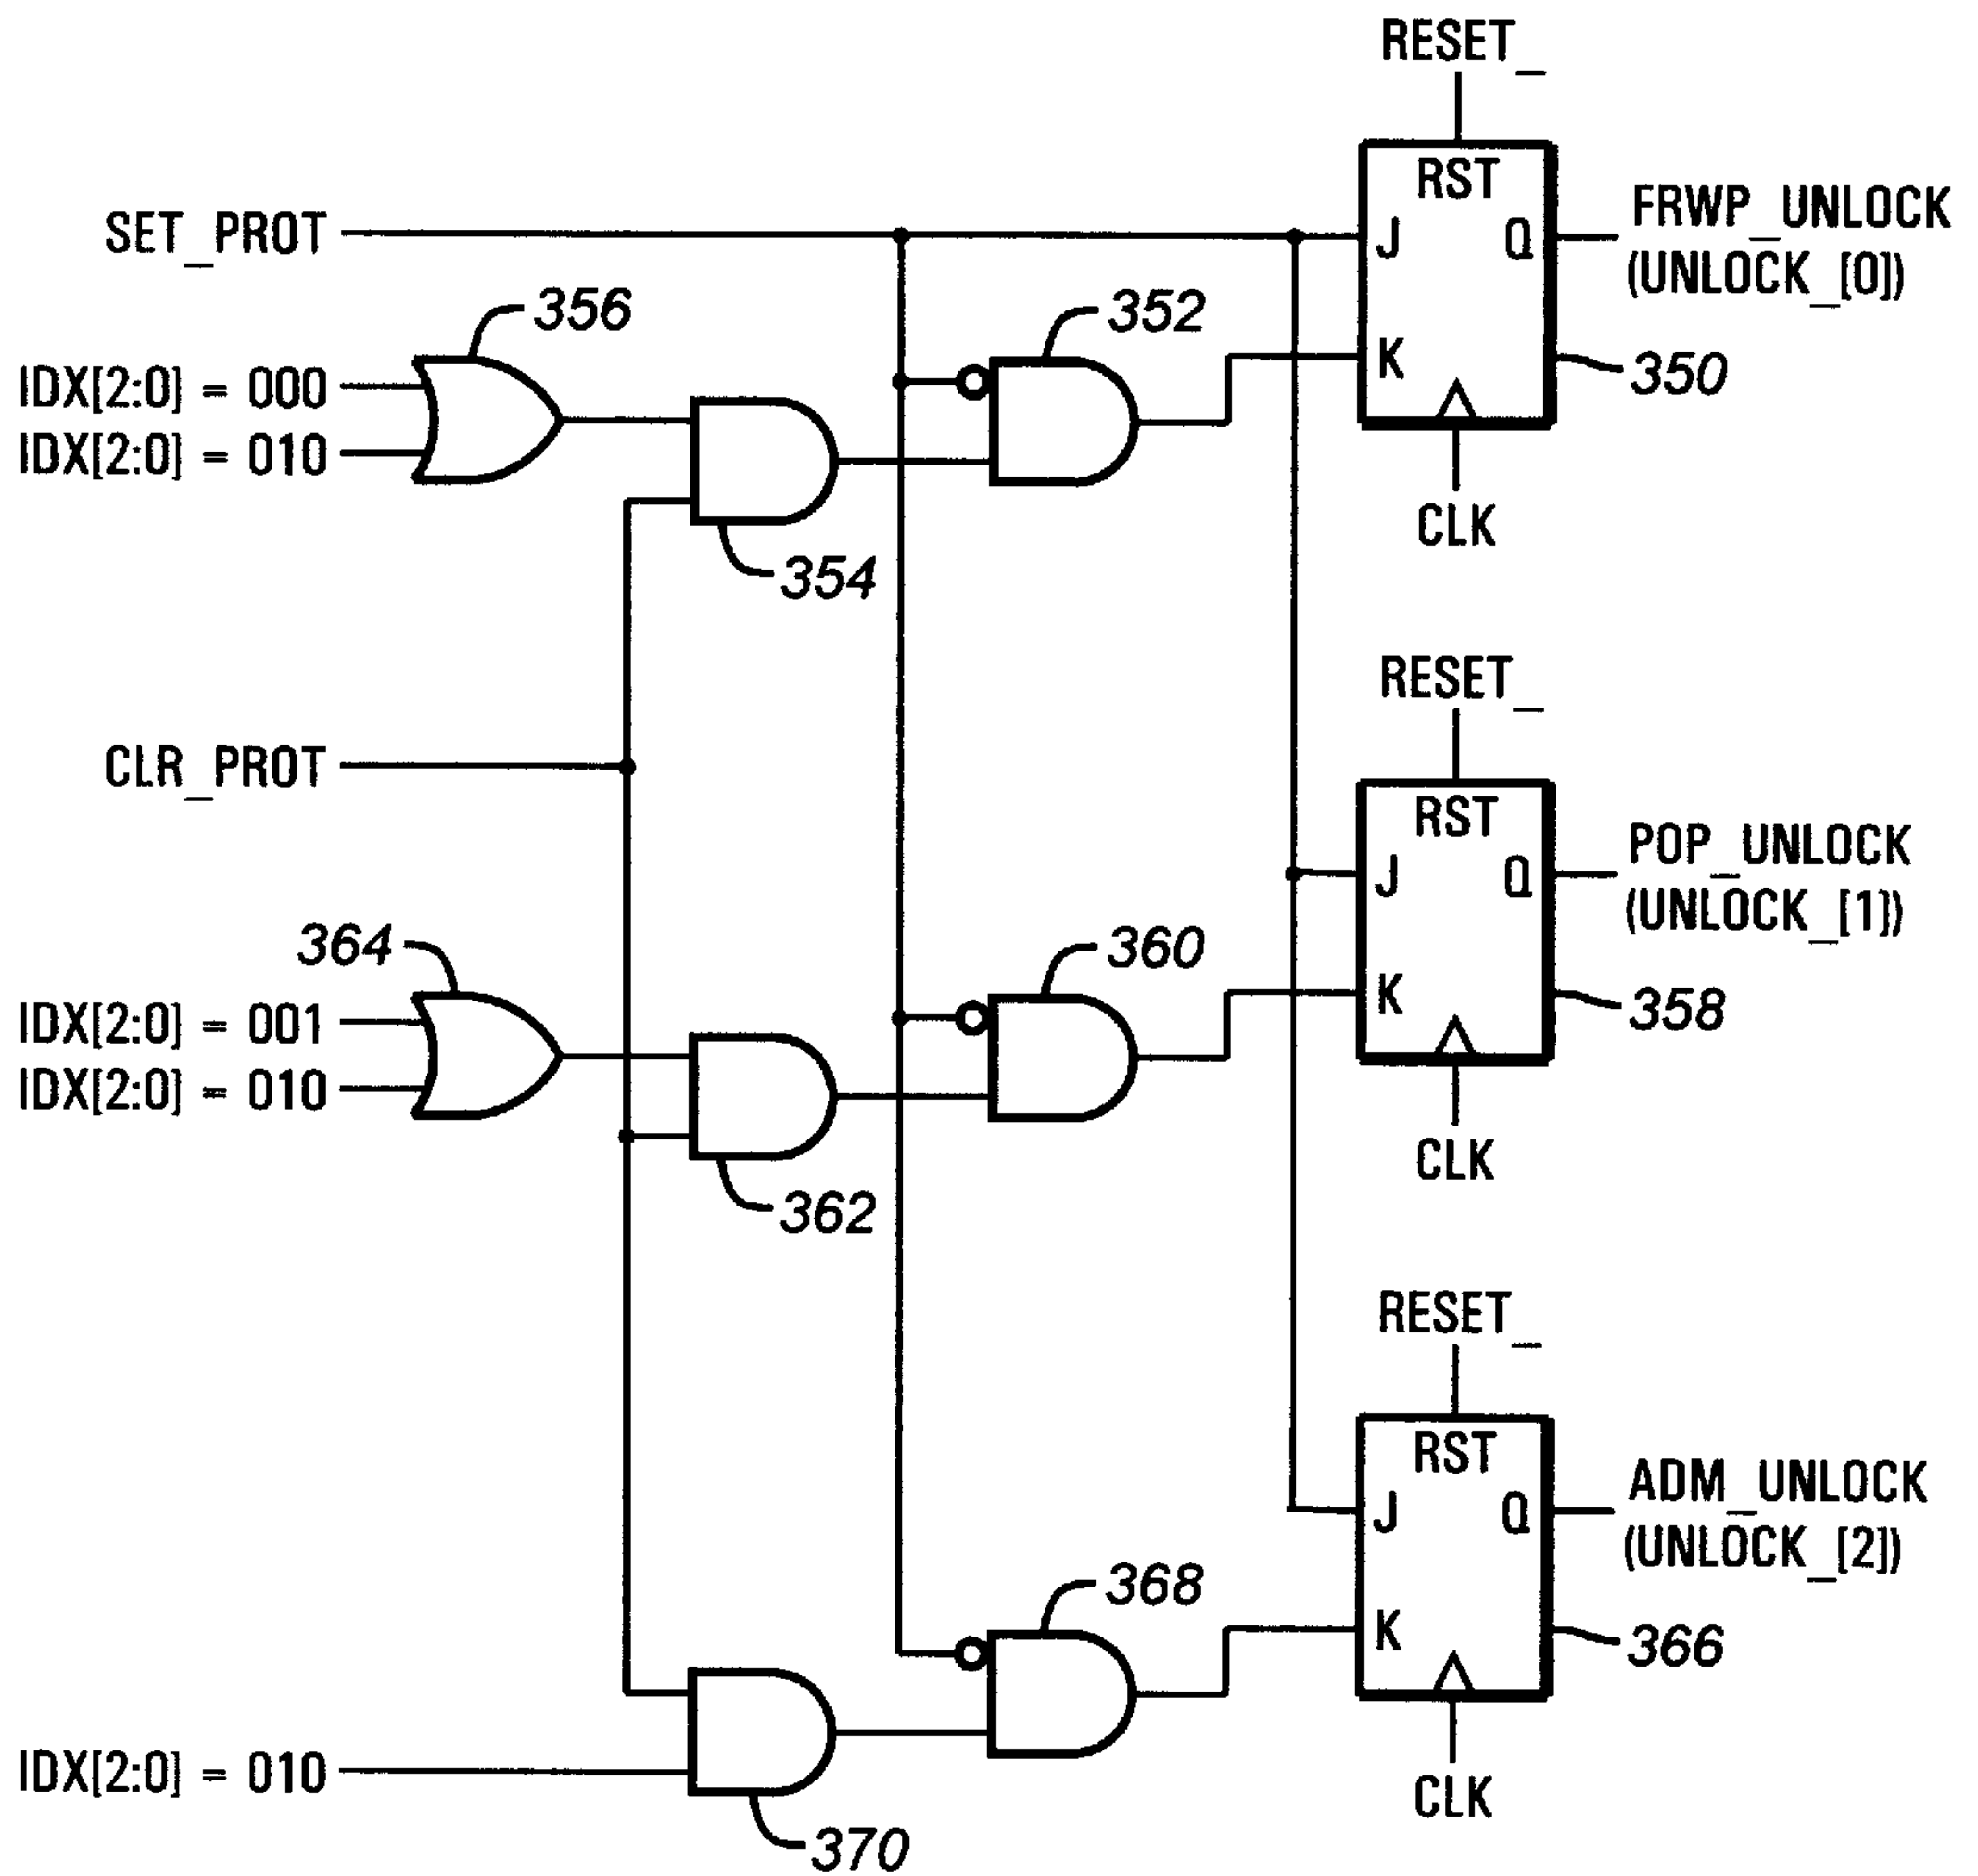 RESET_
RST
SET_PROT
J
Q
FRWP_UNLOCK
(UNLOCK_[0])
356
352
IDX[2:0] = 000
K
350
IDX[2:0] = 010
CLK
354
RESET_
CLR_PROT
RST
J
Q
POP_UNLOCK
(UNLOCK_[1])
364
360
IDX[2:0] = 001
K
358
IDX[2:0] = 010
CLK
362
RESET_
RST
J
Q
ADM_UNLOCK
(UNLOCK_[2])
368
K
366
IDX[2:0] = 010
CLK
370